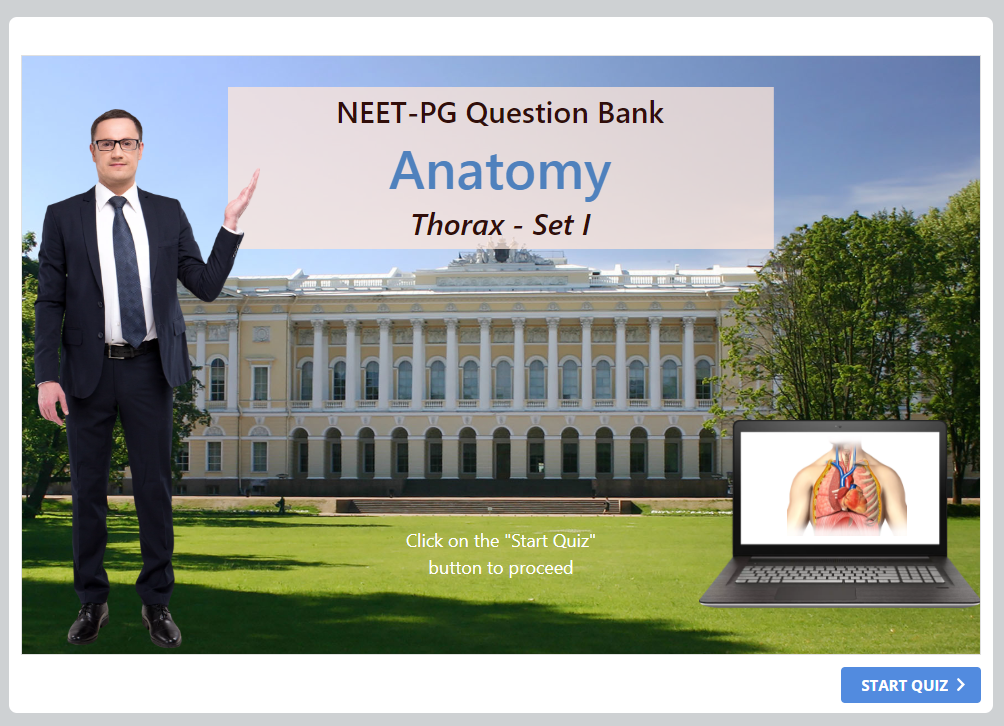 NEET-PG Question Bank
Anatomy
Thorax - Set I
Click on the "Start Quiz"
button to proceed
START QUIZ